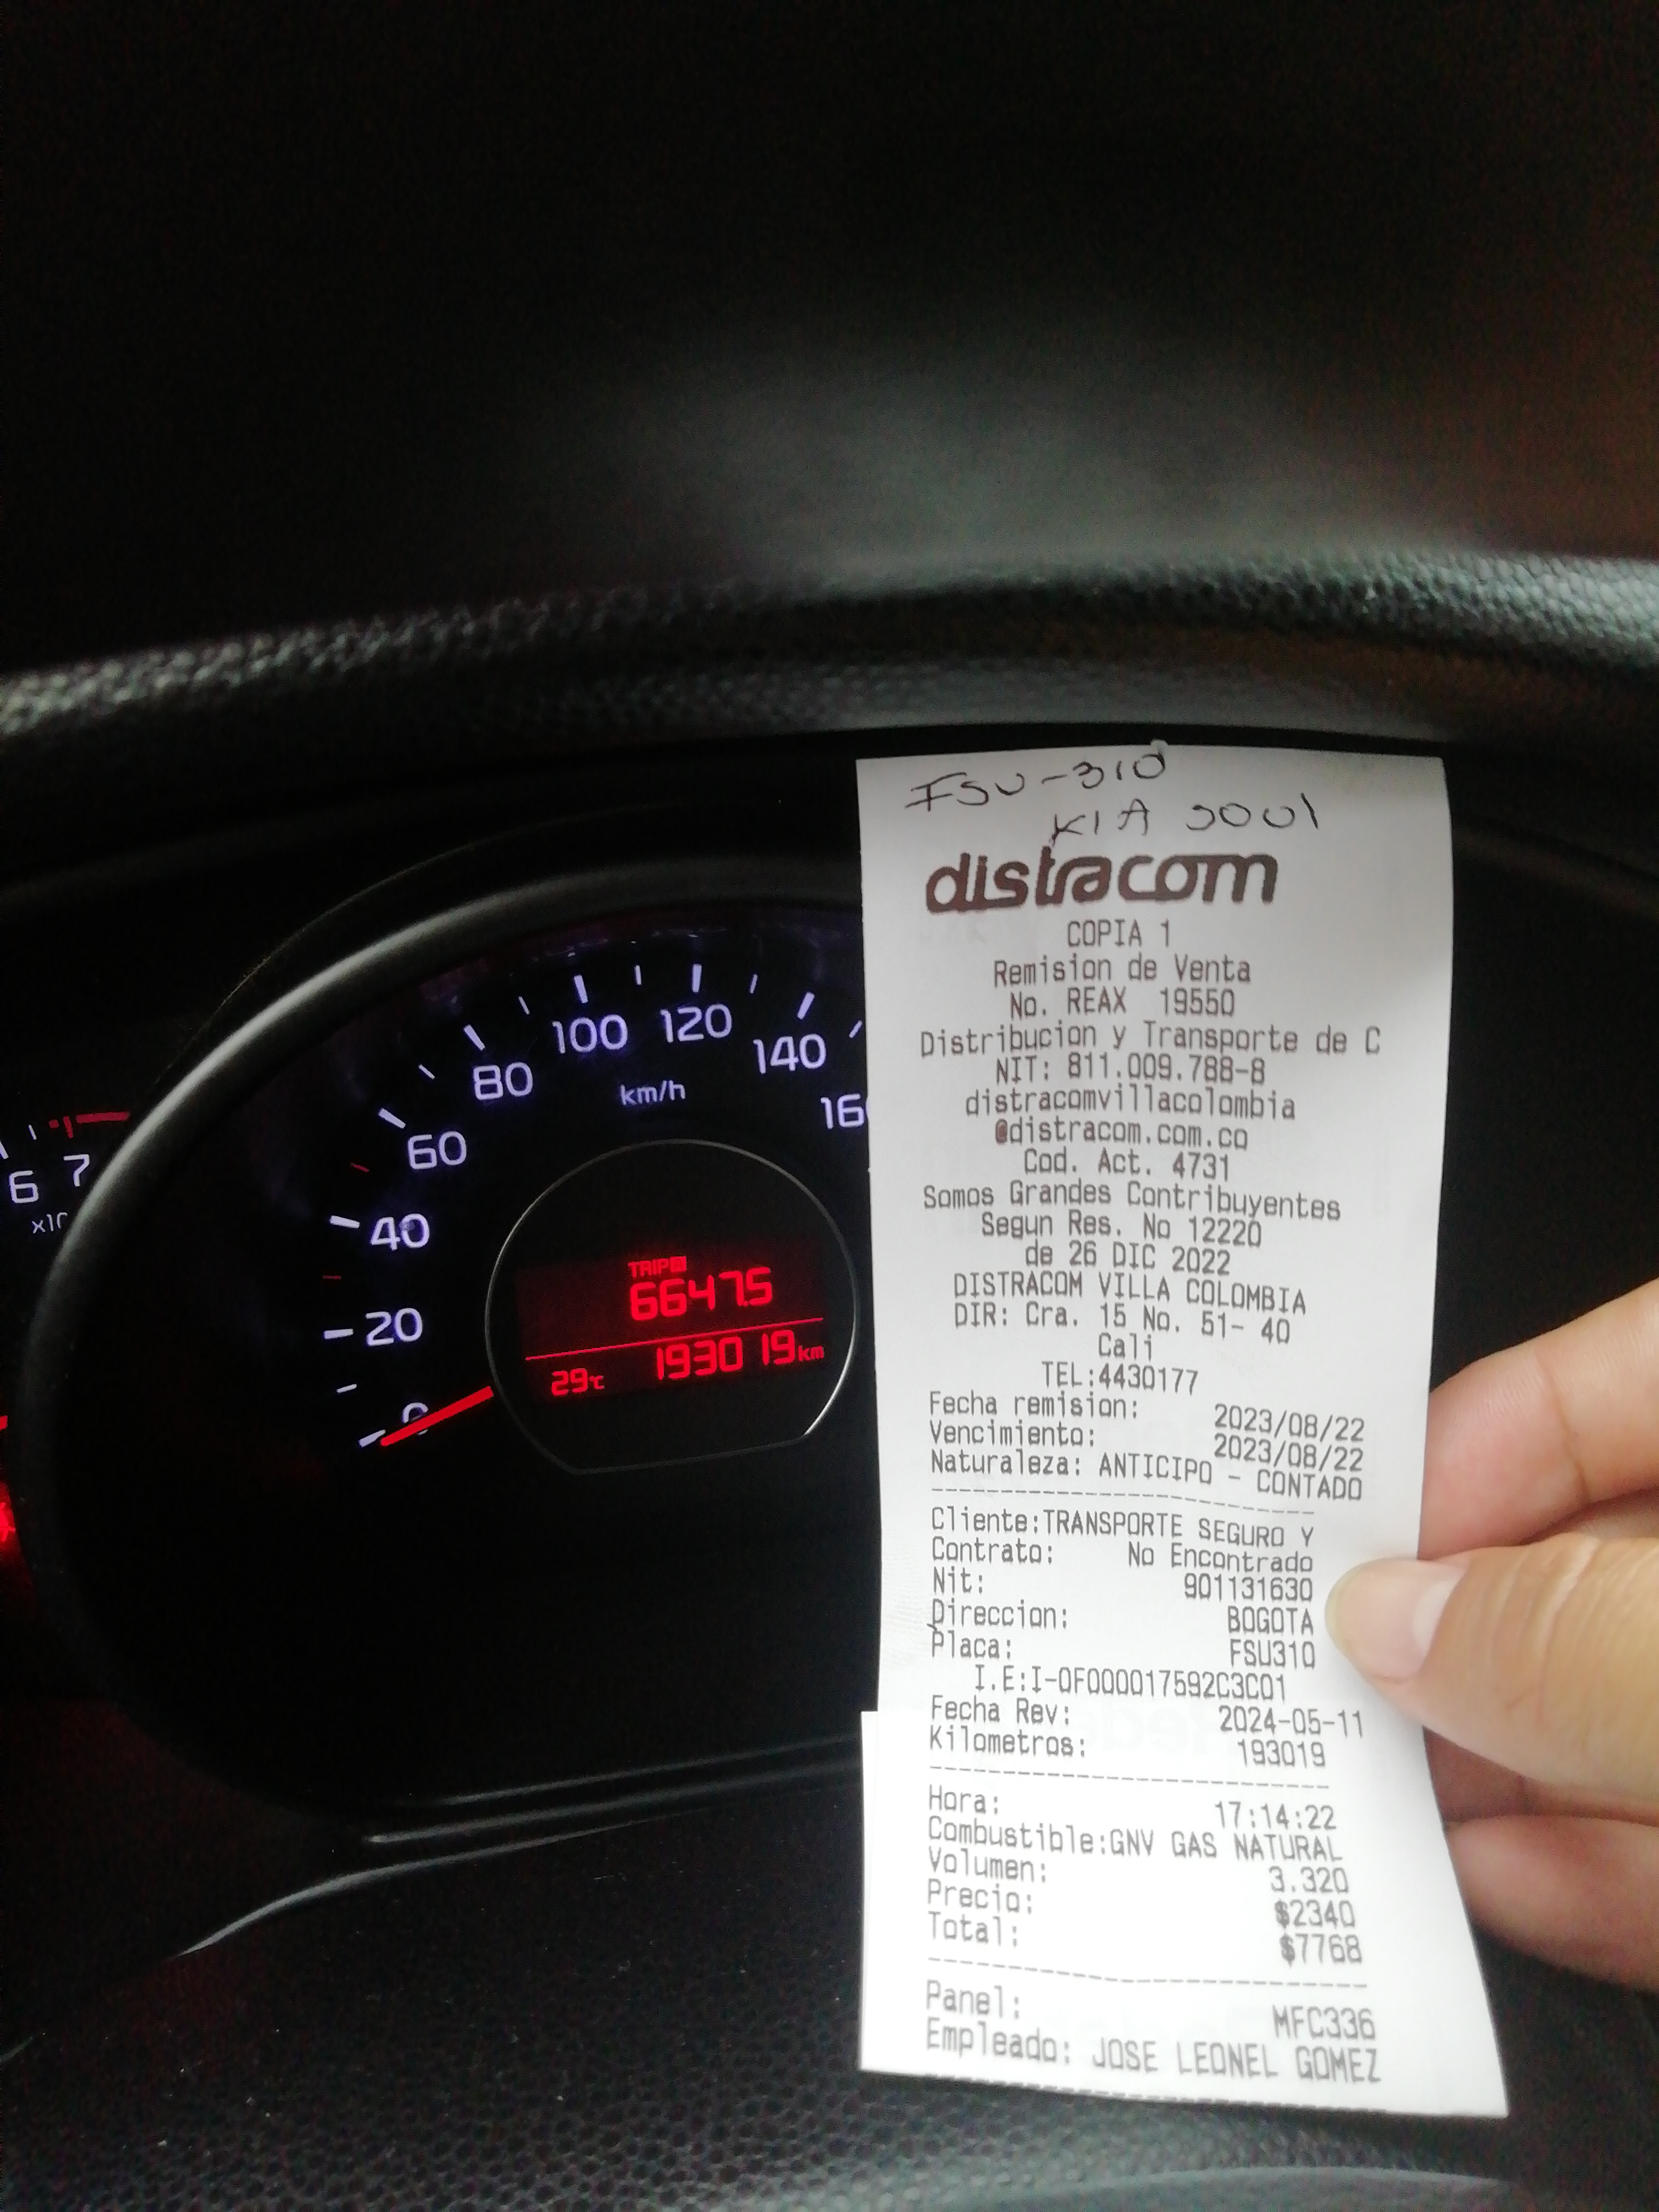 6 7
x10
0
20
40
60
80
100
120
140
160
km/h
TRIP
6647.5
29°C 193019 km
FSU-310
KIA SOUl
distracom
COPIA 1
Remision de Venta
No. REAX 19550
Distribucion y Transporte de C
NIT: 811.009.788-8
distracomvillacolombia
@distracom.com.co
Cod. Act. 4731
Somos Grandes Contribuyentes
Segun Res. No 12220
de 26 DIC 2022
DISTRACOM VILLA COLOMBIA
DIR: Cra. 15 No. 51- 40
Cali
TEL:4430177
Fecha remision: 2023/08/22
Vencimiento: 2023/08/22
Naturaleza: ANTICIPO - CONTADO
Cliente:TRANSPORTE SEGURO Y
Contrato: No Encontrado
Nit: 901131630
Direccion: BOGOTA
Placa: FSU310
I.E:I-0F000017592C3C01
Fecha Rev: 2024-05-11
Kilometros: 193019
Hora: 17:14:22
Combustible:GNV GAS NATURAL
Volumen: 3.320
Precio: $2340
Total: $7768
Panel: MFC336
Empleado: JOSE LEONEL GOMEZ